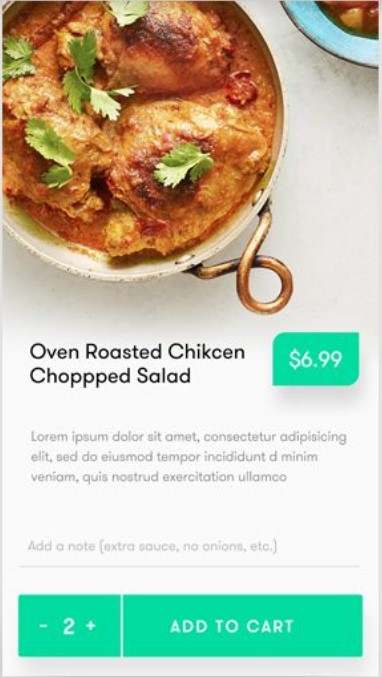 Oven Roasted Chikcen
Choppped Salad
$6.99
Lorem ipsum dolor sit amet, consectetur adipisicing
elit, sed do eiusmod tempor incididunt d minim
veniam, quis nostrud exercitation ullamco
Add a note (extra sauce, no onions, etc.)
- 2 + ADD TO CART